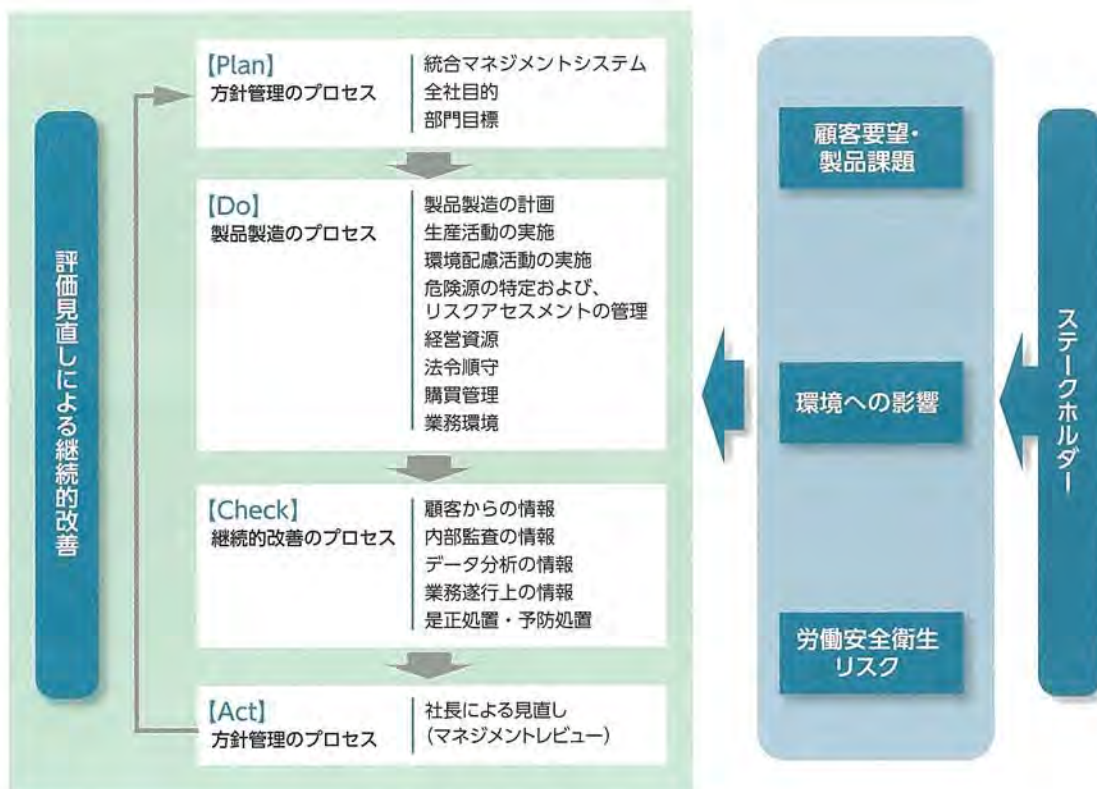 評価見直しによる継続的改善
【Plan】
方針管理のプロセス
統合マネジメントシステム
全社目的
部門目標
【Do】
製品製造のプロセス
製品製造の計画
生産活動の実施
環境配慮活動の実施
危険源の特定および、
リスクアセスメントの管理
経営資源
法令順守
購買管理
業務環境
【Check】
継続的改善のプロセス
顧客からの情報
内部監査の情報
データ分析の情報
業務遂行上の情報
是正処置・予防処置
【Act】
方針管理のプロセス
社長による見直し
（マネジメントレビュー）
顧客要望・
製品課題
環境への影響
労働安全衛生
リスク
ステークホルダー